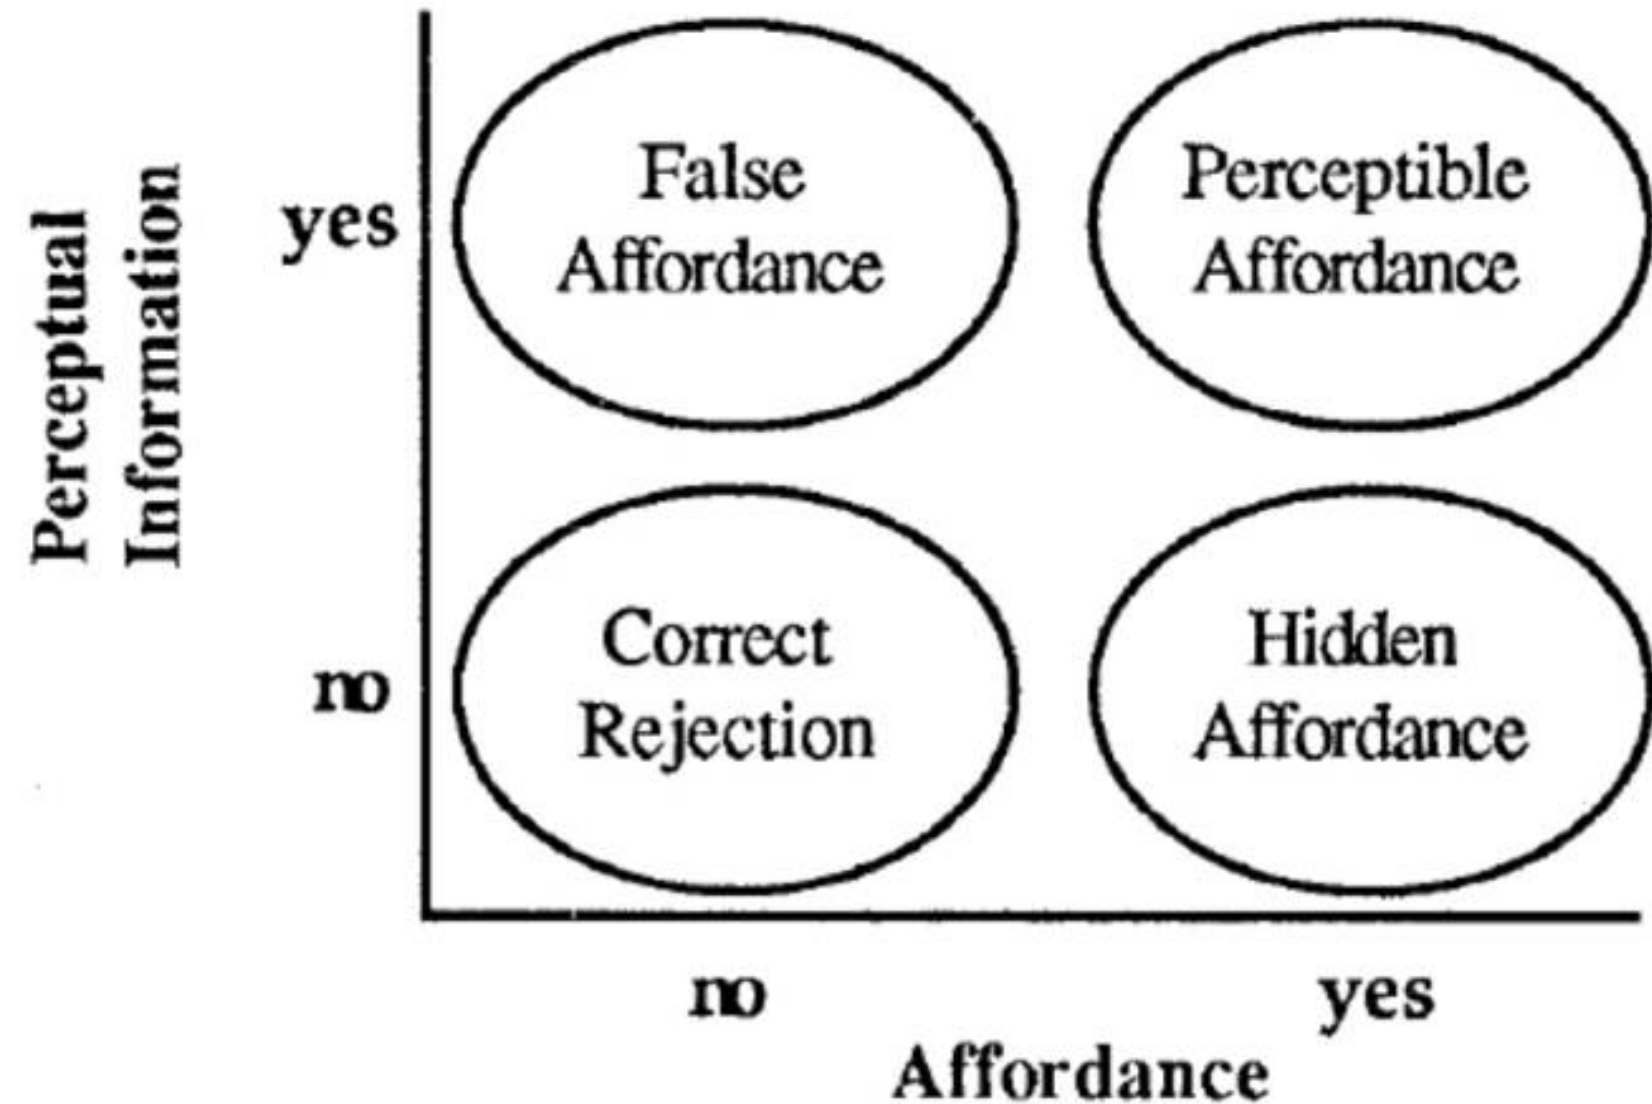 Perceptual
Information
yes
False
Affordance
Perceptible
Affordance
no
Correct
Rejection
Hidden
Affordance
no
yes
Affordance